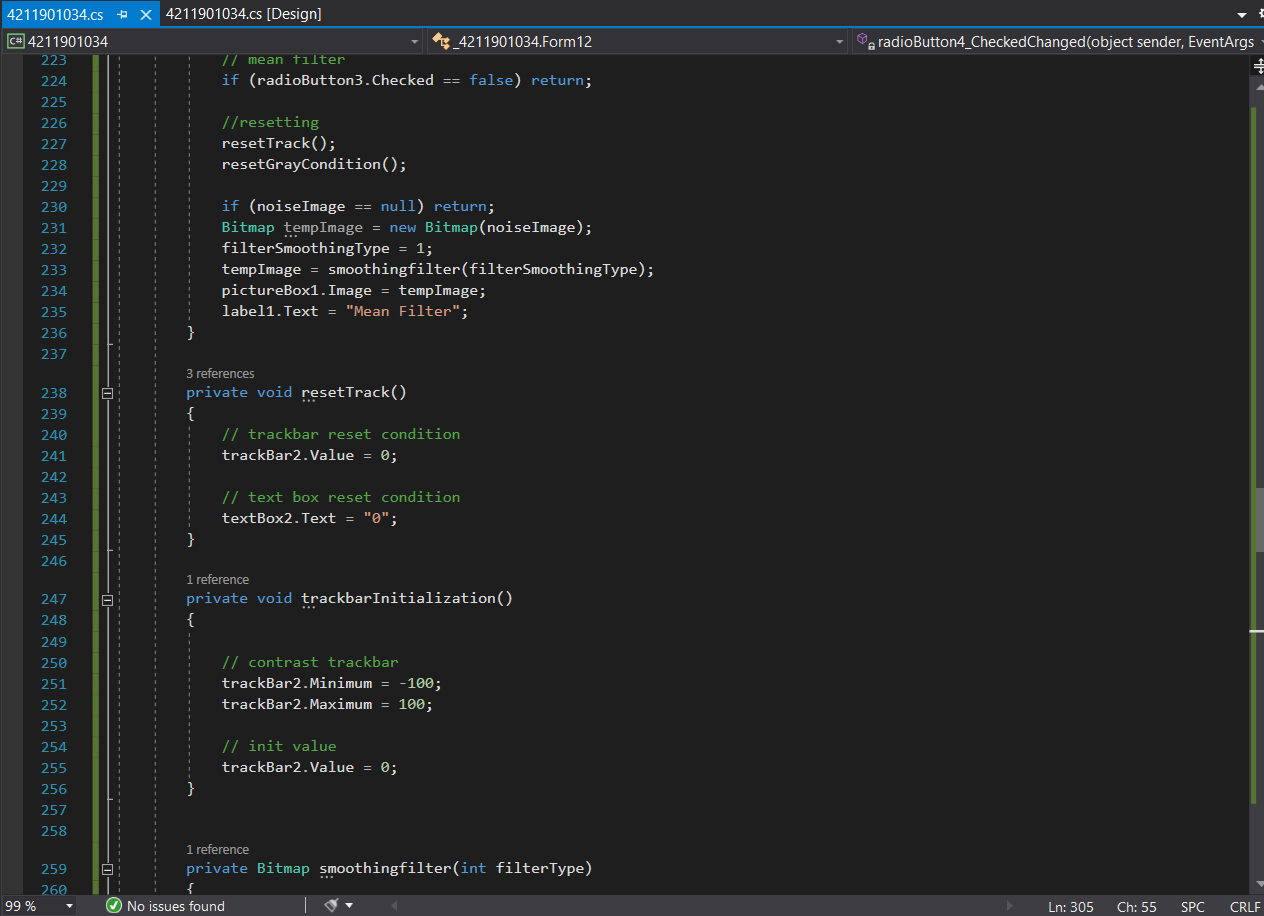 4211901034.cs 4211901034.cs [Design]
C# 4211901034 _4211901034.Form12 radioButton4_CheckedChanged(object sender, EventArgs
223 // mean filter
224 if (radioButton3.Checked == false) return;
225
226 //resetting
227 resetTrack();
228 resetGrayCondition();
229
230 if (noiseImage == null) return;
231 Bitmap tempImage = new Bitmap(noiseImage);
232 filterSmoothingType = 1;
233 tempImage = smoothingfilter(filterSmoothingType);
234 pictureBox1.Image = tempImage;
235 label1.Text = "Mean Filter";
236 }
237
3 references
238 private void resetTrack()
239 {
240 // trackbar reset condition
241 trackBar2.Value = 0;
242
243 // text box reset condition
244 textBox2.Text = "0";
245 }
246
1 reference
247 private void trackbarInitialization()
248 {
249
250 // contrast trackbar
251 trackBar2.Minimum = -100;
252 trackBar2.Maximum = 100;
253
254 // init value
255 trackBar2.Value = 0;
256 }
257
258
1 reference
259 private Bitmap smoothingfilter(int filterType)
260 {
99 % No issues found Ln: 305 Ch: 55 SPC CRLF